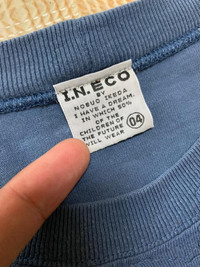 I.N.ECO
BY
NOBUO IKEDA
I HAVE A DREAM.
IN WHICH 50%
OF THE
CHILDREN OF
THE FUTURE
WILL WEAR
04